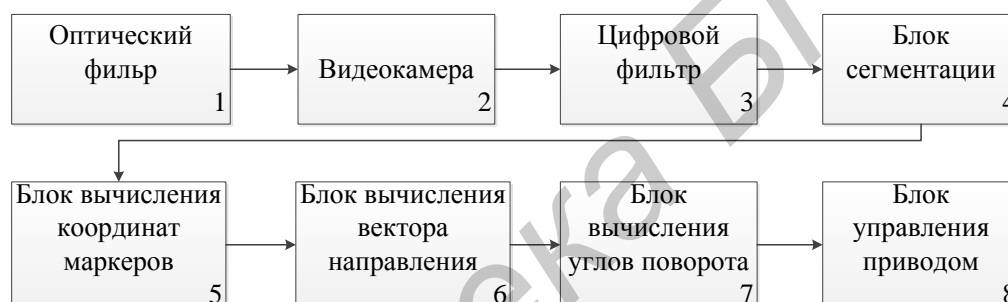 Оптический
фильр
1
Видеокамера
2
Цифровой
фильтр
3
Блок
сегментации
4
Блок вычисления
координат
маркеров
5
Блок вычисления
вектора
направления
6
Блок
вычисления
углов поворота
7
Блок
управления
приводом
8
ека Б